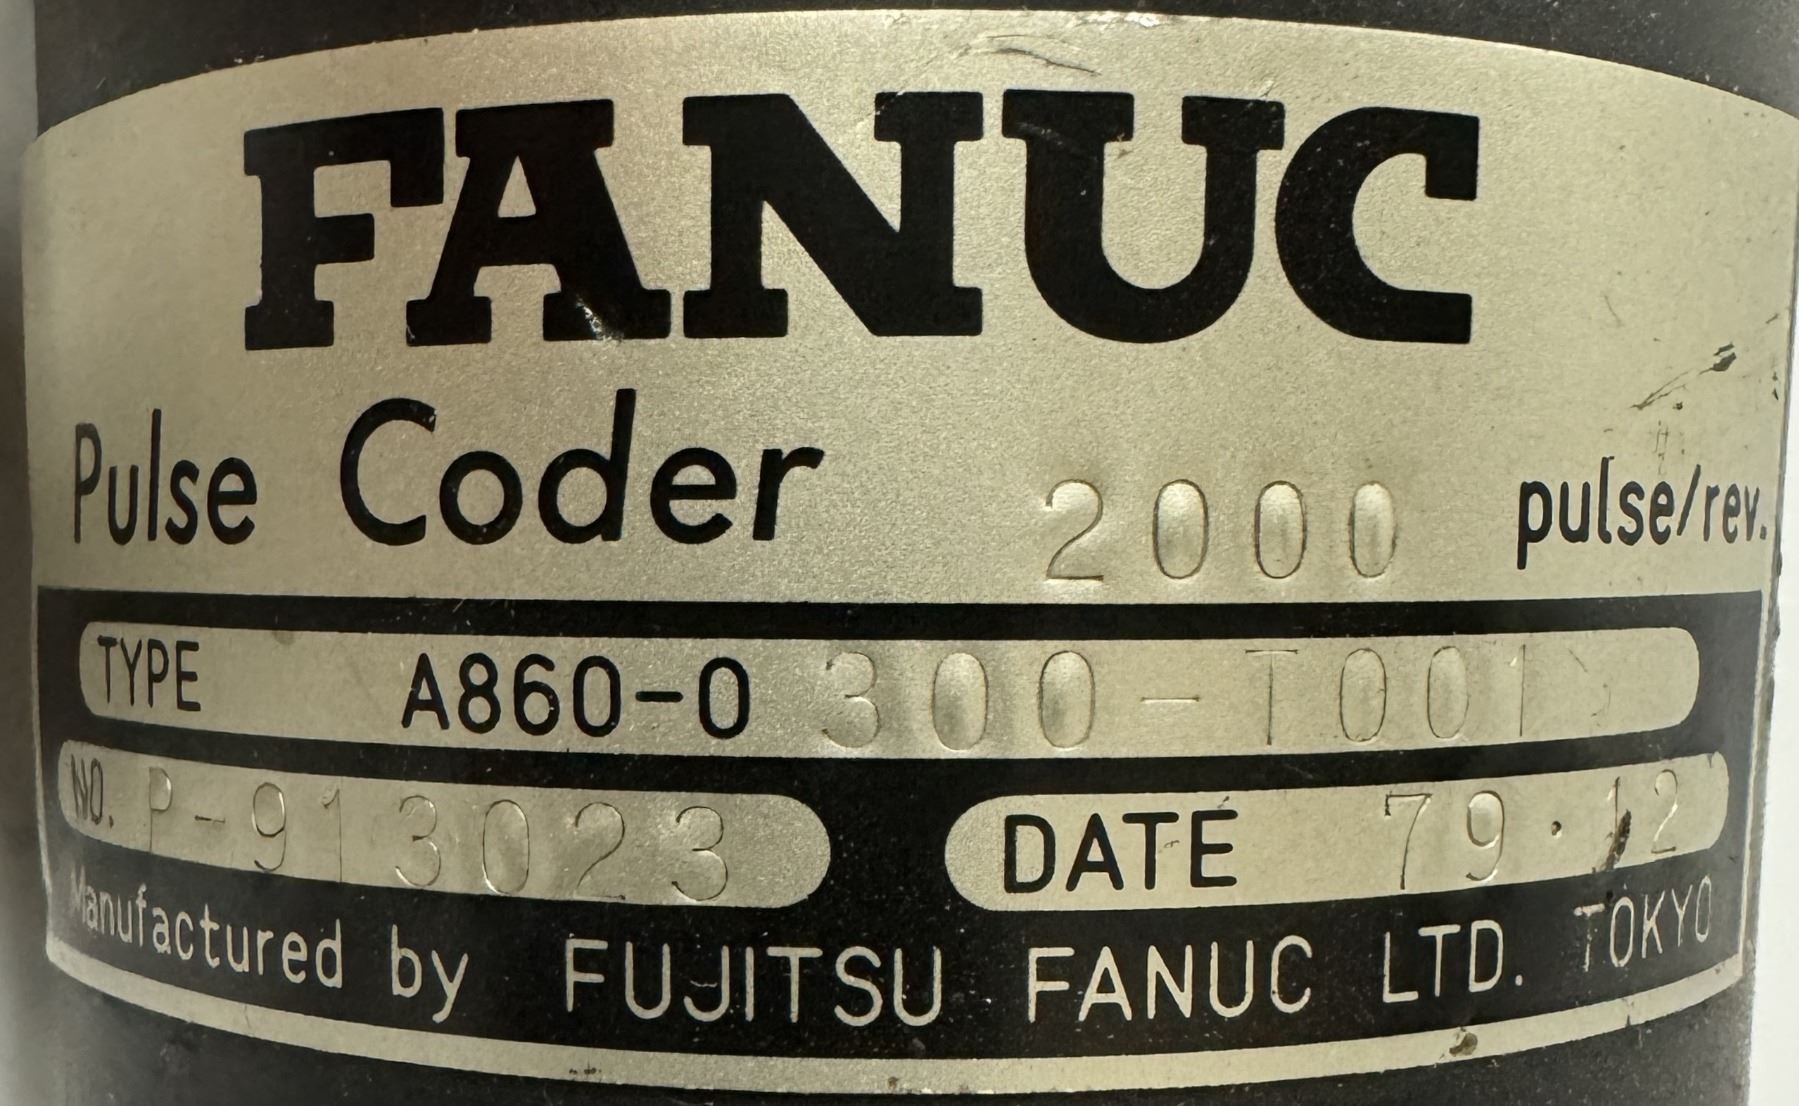 FANUC
Pulse Coder 2000 pulse/rev.
TYPE A860-0300-T001
NO. P-913023 DATE 79.12
Manufactured by FUJITSU FANUC LTD. TOKYO